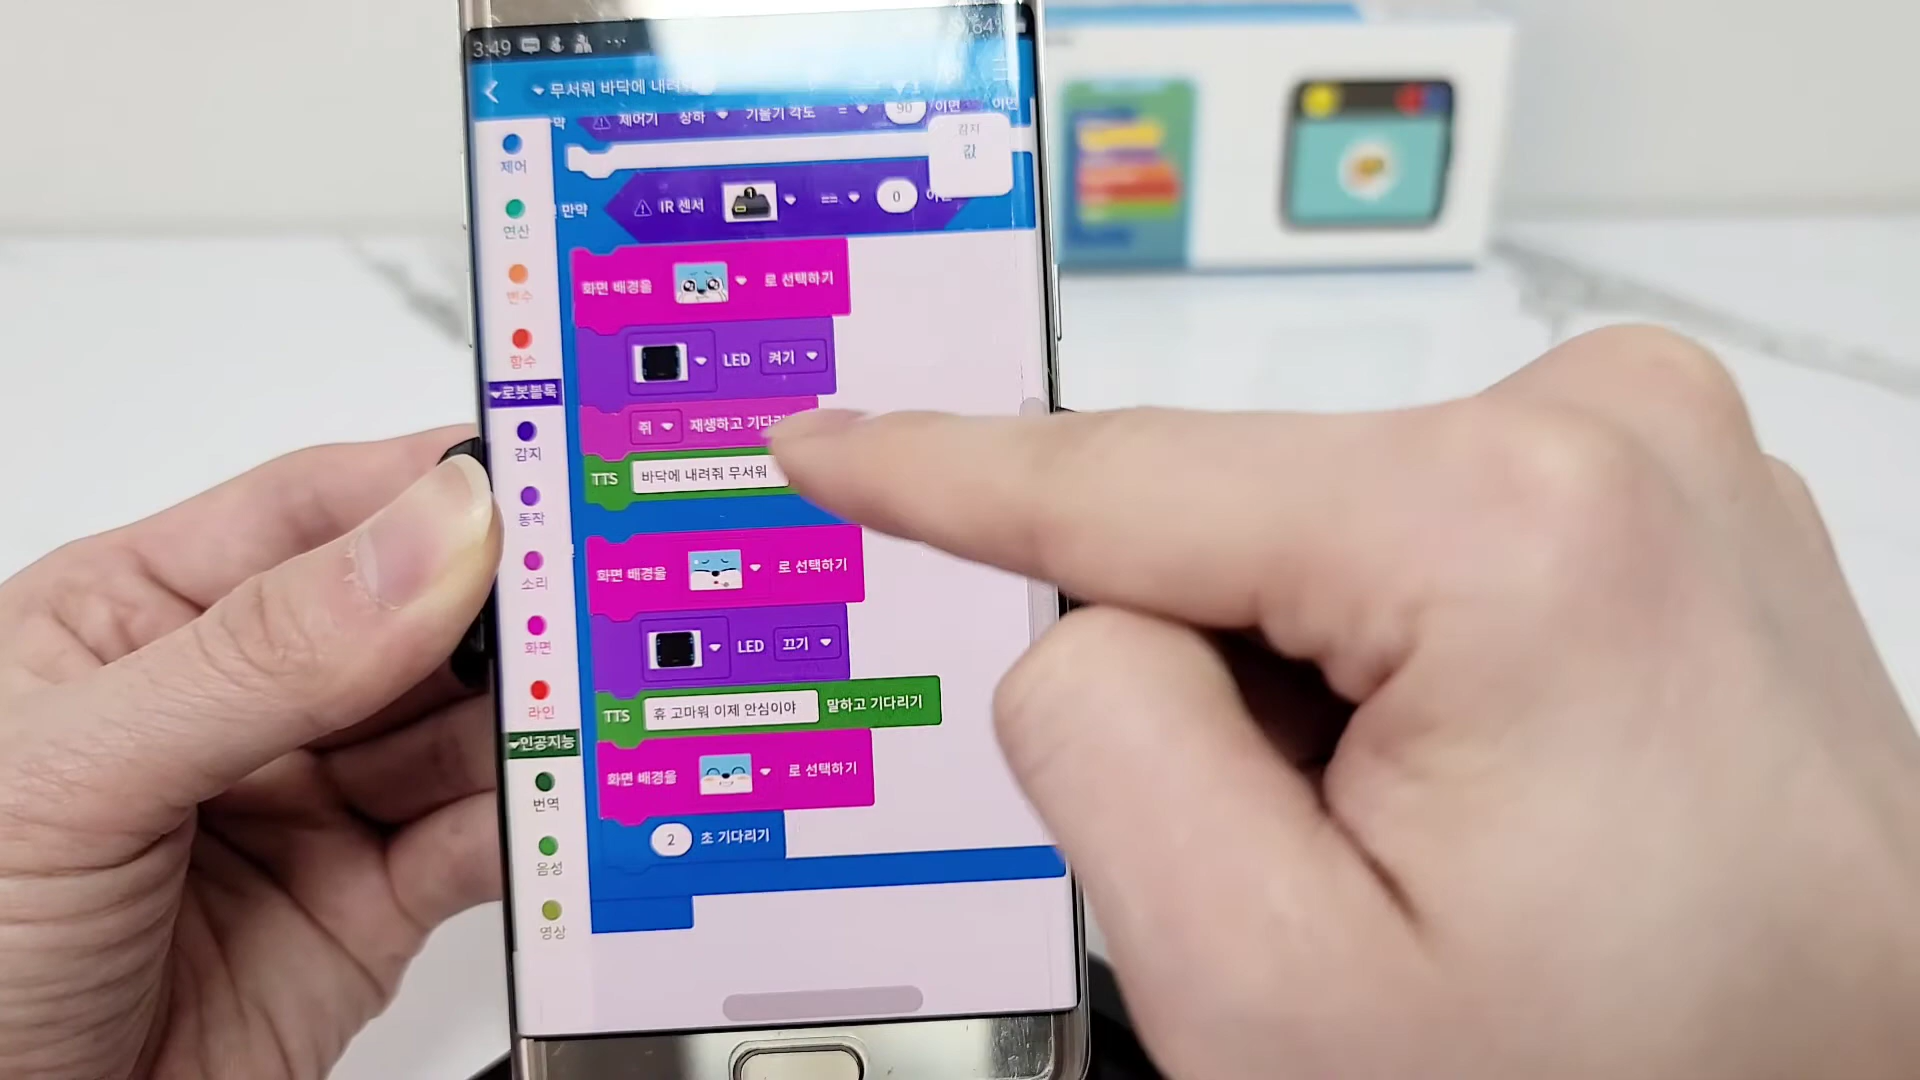 3:49
64%
무서워 바닥에 내려
제어기 상하 기울기 각도 = 90 이면 이면
감지
값
만약 IR 센서 1 == 0
제어
연산
변수
함수
▼로봇블록
감지
동작
소리
화면
라인
▼인공지능
번역
음성
영상
화면 배경을 로 선택하기
LED 켜기
쥐 재생하고
TTS 바닥에 내려줘 무서워
화면 배경을 로 선택하기
LED 끄기
TTS 휴 고마워 이제 안심이야 말하고 기다리기
화면 배경을 로 선택하기
2 초 기다리기